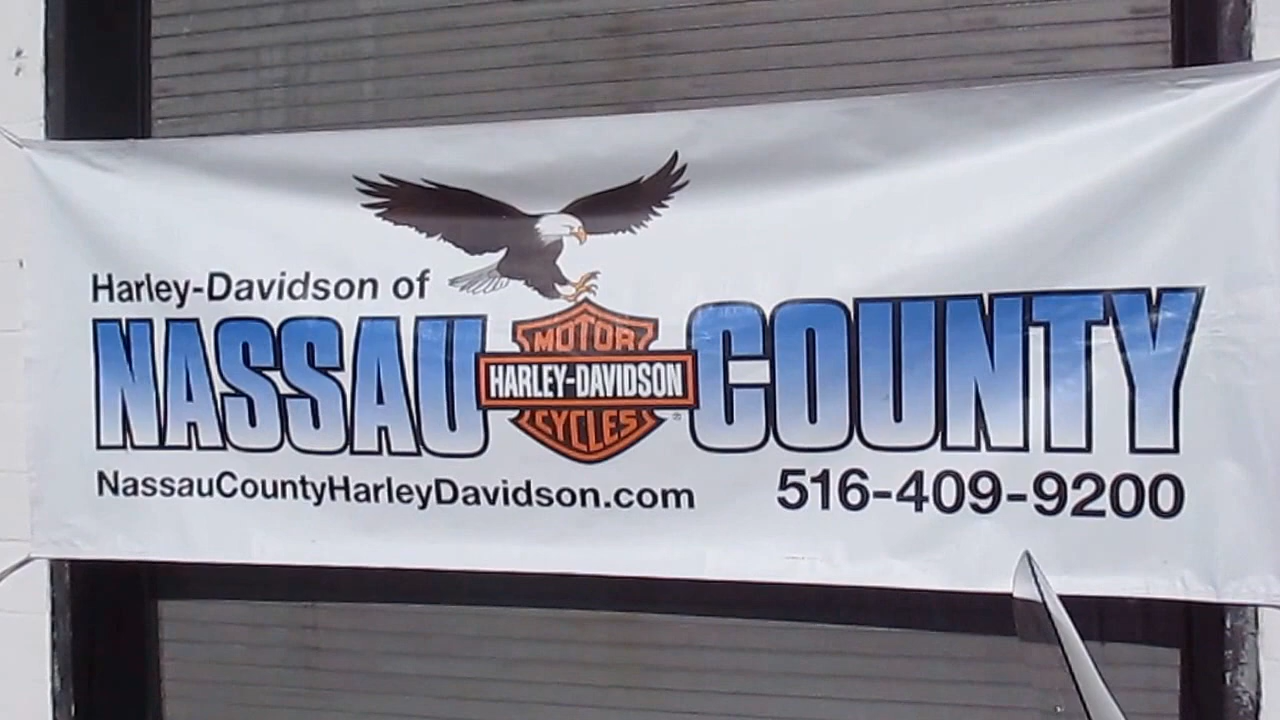 Harley-Davidson of
NASSAU COUNTY
MOTOR
HARLEY-DAVIDSON
CYCLES
®
NassauCountyHarleyDavidson.com
516-409-9200